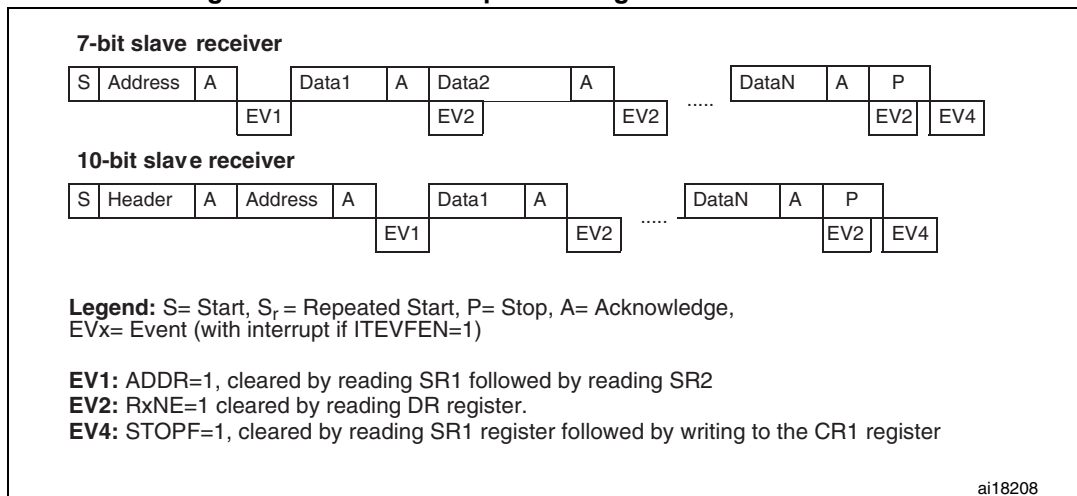 7-bit slave receiver
S Address A Data1 A Data2 A ..... DataN A P
EV1 EV2 EV2 EV2 EV4
10-bit slave receiver
S Header A Address A Data1 A ..... DataN A P
EV1 EV2 EV2 EV4
Legend: S= Start, Sr = Repeated Start, P= Stop, A= Acknowledge,
EVx= Event (with interrupt if ITEVFEN=1)
EV1: ADDR=1, cleared by reading SR1 followed by reading SR2
EV2: RxNE=1 cleared by reading DR register.
EV4: STOPF=1, cleared by reading SR1 register followed by writing to the CR1 register
ai18208